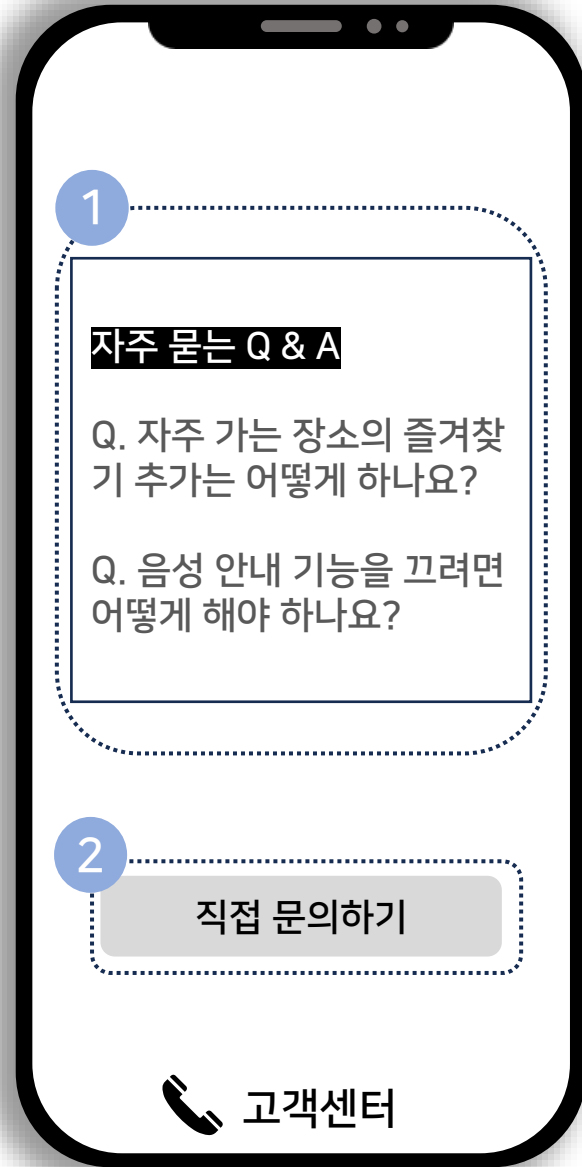 1
자주 묻는 Q & A
Q. 자주 가는 장소의 즐겨찾
기 추가는 어떻게 하나요?
Q. 음성 안내 기능을 끄려면
어떻게 해야 하나요?
2
직접 문의하기
고객센터